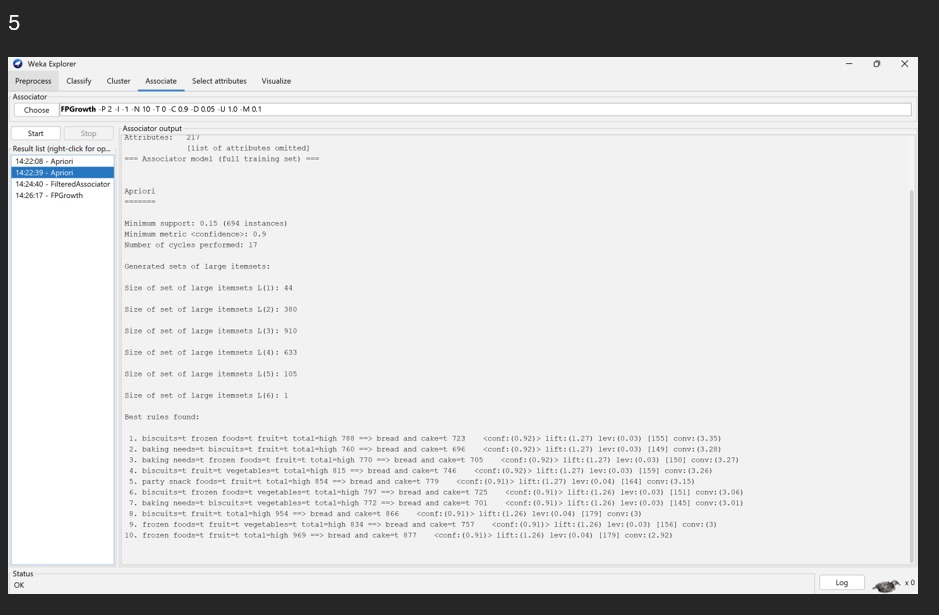 5
Weka Explorer
Preprocess Classify Cluster Associate Select attributes Visualize
Associator
Choose FPGrowth -P 2 -I -1 -N 10 -T 0 -C 0.9 -D 0.05 -U 1.0 -M 0.1
Start Stop
Result list (right-click for op...
14:22:08 - Apriori
14:22:39 - Apriori
14:24:40 - FilteredAssociator
14:26:17 - FPGrowth
Associator output
Attributes: 217
[list of attributes omitted]
=== Associator model (full training set) ===
Apriori
=======
Minimum support: 0.15 (694 instances)
Minimum metric <confidence>: 0.9
Number of cycles performed: 17
Generated sets of large itemsets:
Size of set of large itemsets L(1): 44
Size of set of large itemsets L(2): 380
Size of set of large itemsets L(3): 910
Size of set of large itemsets L(4): 633
Size of set of large itemsets L(5): 105
Size of set of large itemsets L(6): 1
Best rules found:
1. biscuits=t frozen foods=t fruit=t total=high 788 ==> bread and cake=t 723 <conf:(0.92)> lift:(1.27) lev:(0.03) [155] conv:(3.35)
2. baking needs=t biscuits=t fruit=t total=high 760 ==> bread and cake=t 696 <conf:(0.92)> lift:(1.27) lev:(0.03) [149] conv:(3.28)
3. baking needs=t frozen foods=t fruit=t total=high 770 ==> bread and cake=t 705 <conf:(0.92)> lift:(1.27) lev:(0.03) [150] conv:(3.27)
4. biscuits=t fruit=t vegetables=t total=high 815 ==> bread and cake=t 746 <conf:(0.92)> lift:(1.27) lev:(0.03) [159] conv:(3.26)
5. party snack foods=t fruit=t total=high 854 ==> bread and cake=t 779 <conf:(0.91)> lift:(1.27) lev:(0.04) [164] conv:(3.15)
6. biscuits=t frozen foods=t vegetables=t total=high 797 ==> bread and cake=t 725 <conf:(0.91)> lift:(1.26) lev:(0.03) [151] conv:(3.06)
7. baking needs=t biscuits=t vegetables=t total=high 772 ==> bread and cake=t 701 <conf:(0.91)> lift:(1.26) lev:(0.03) [145] conv:(3.01)
8. biscuits=t fruit=t total=high 954 ==> bread and cake=t 866 <conf:(0.91)> lift:(1.26) lev:(0.04) [179] conv:(3)
9. frozen foods=t fruit=t vegetables=t total=high 834 ==> bread and cake=t 757 <conf:(0.91)> lift:(1.26) lev:(0.03) [156] conv:(3)
10. frozen foods=t fruit=t total=high 969 ==> bread and cake=t 877 <conf:(0.91)> lift:(1.26) lev:(0.04) [179] conv:(2.92)
Status
OK
Log x 0